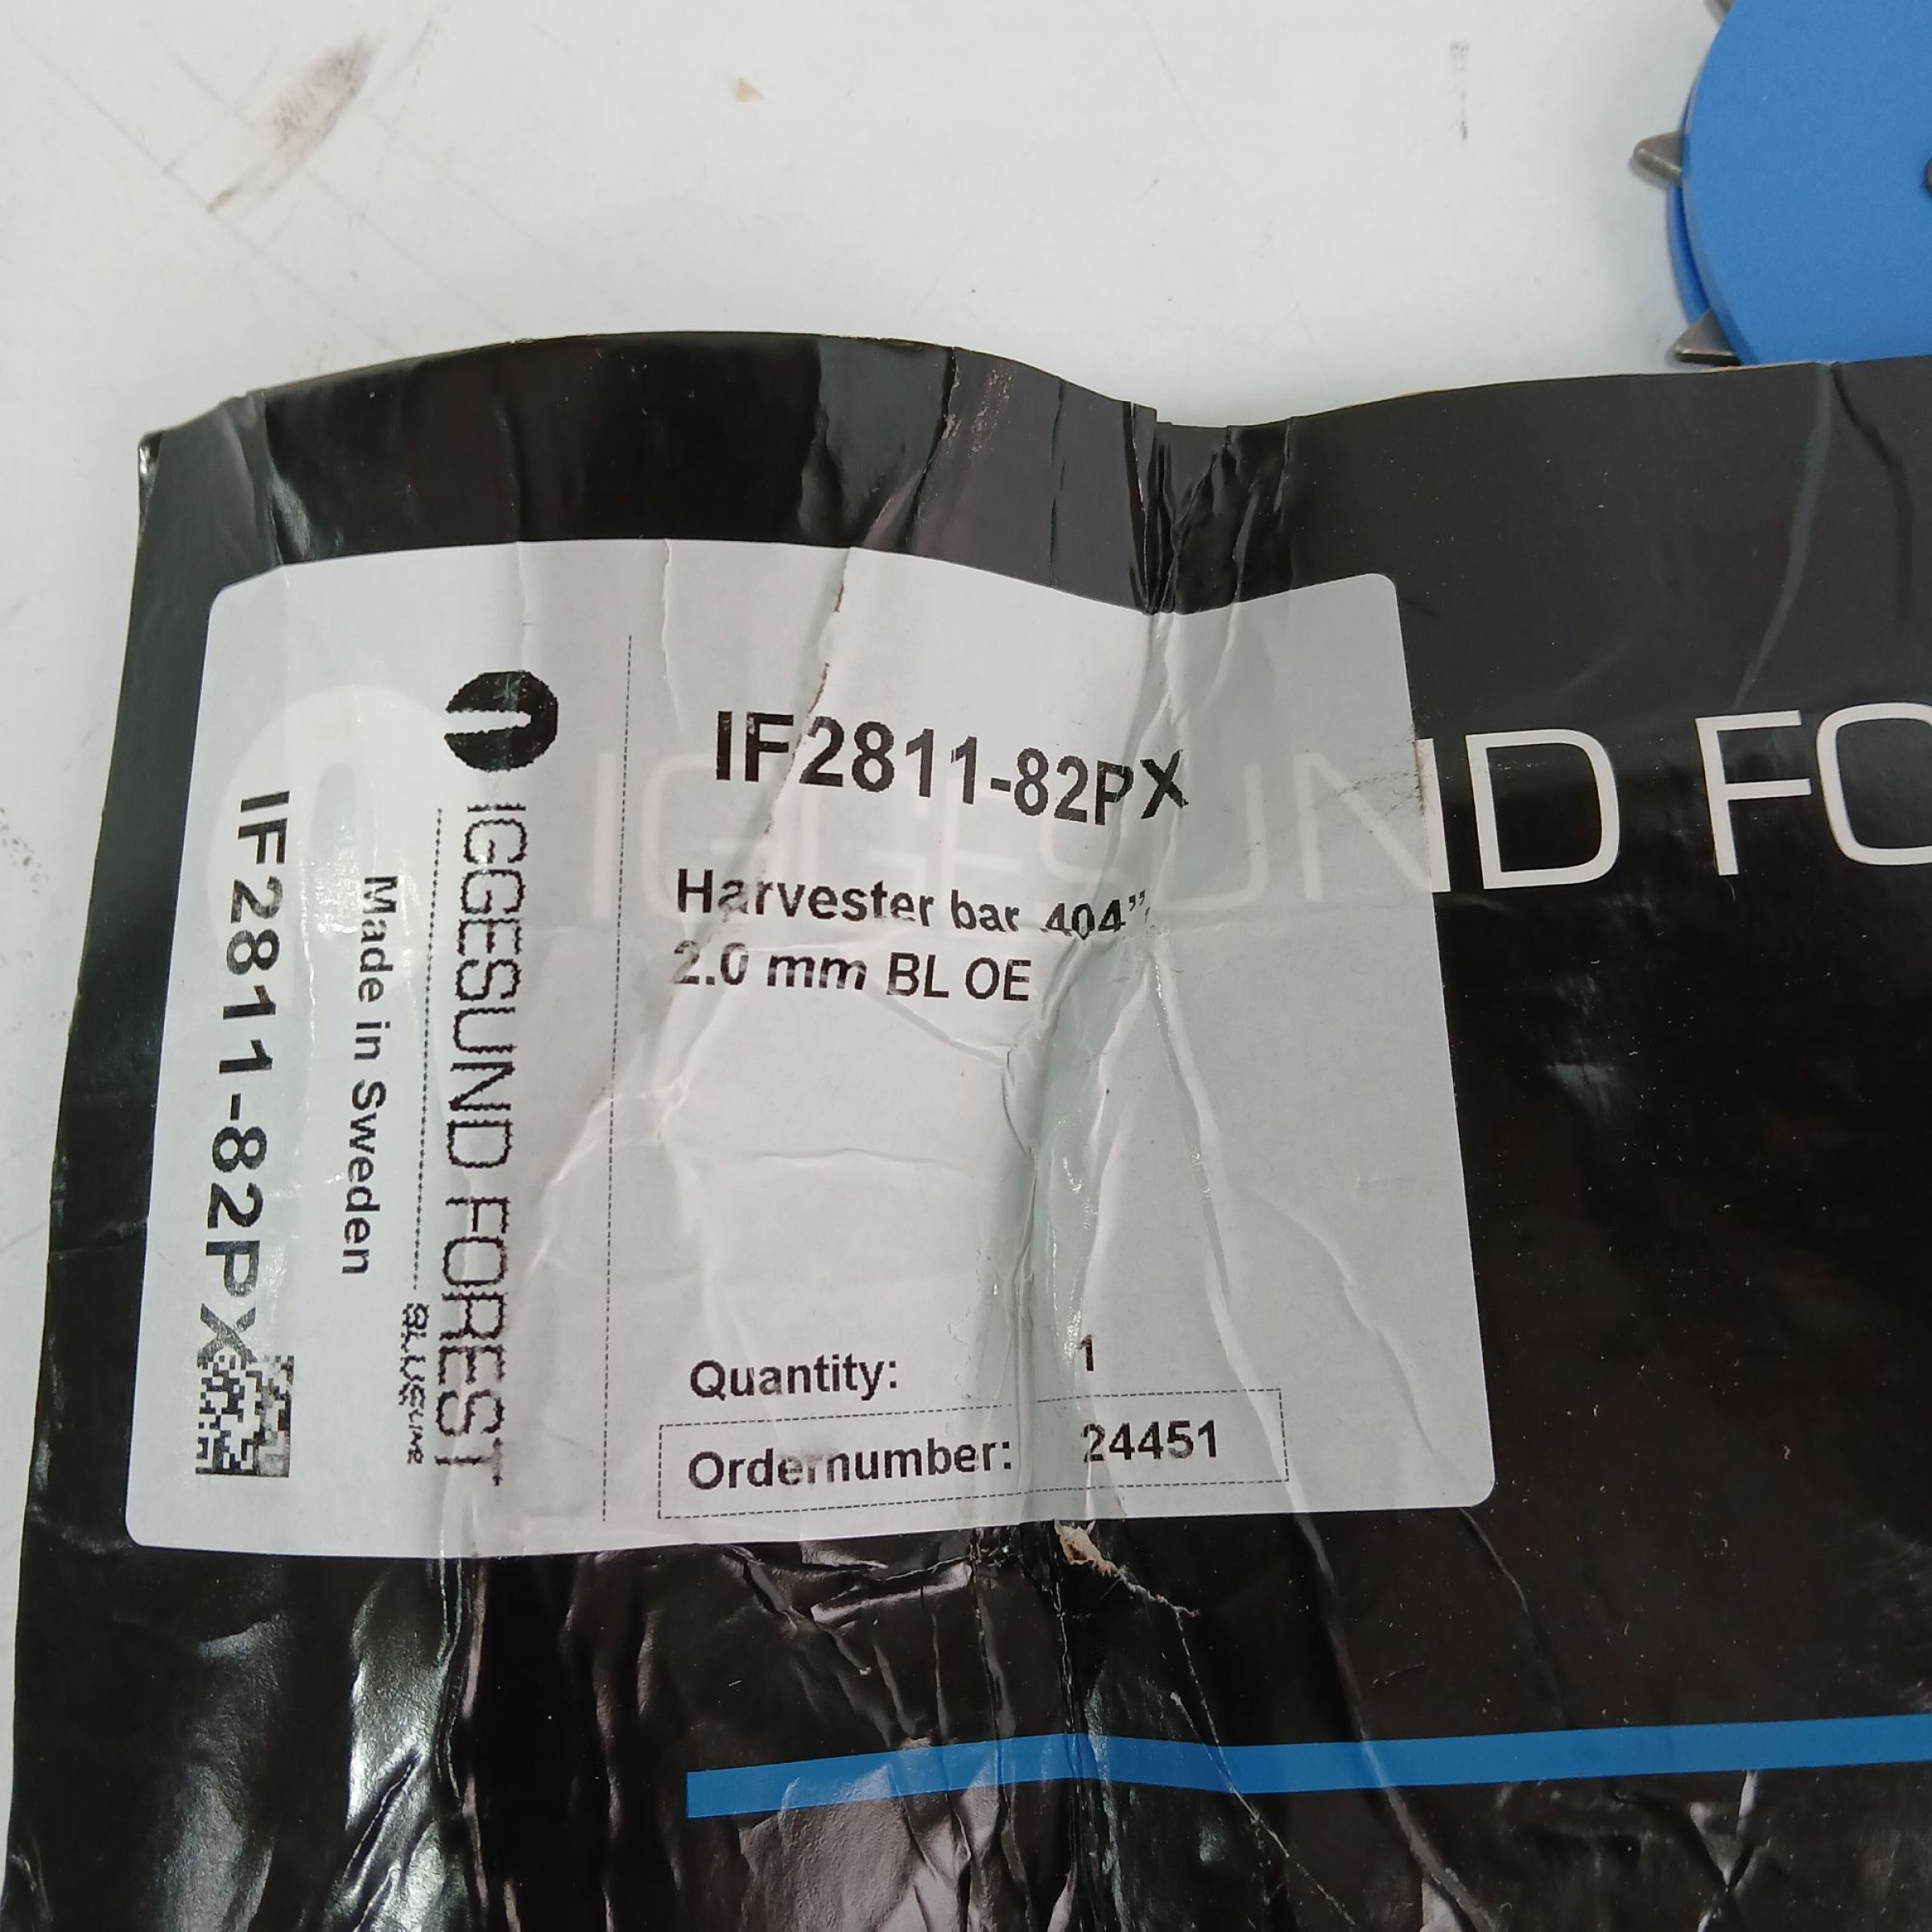 IF2811-82PX
Made in Sweden
BLUELINE
IGGESUND FOREST
IF2811-82PX
Harvester bar .404”,
2.0 mm BL OE
Quantity: 1
Ordernumber: 24451
IGGESUND FO